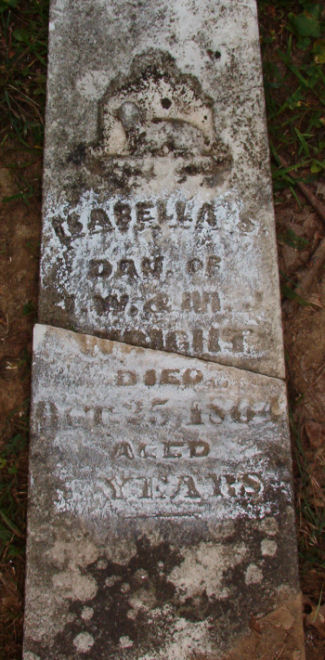 ISABELLA S.
DAU. OF
J. W. & M. J.
WRIGHT
DIED
OCT. 25, 1864
AGED
YEARS